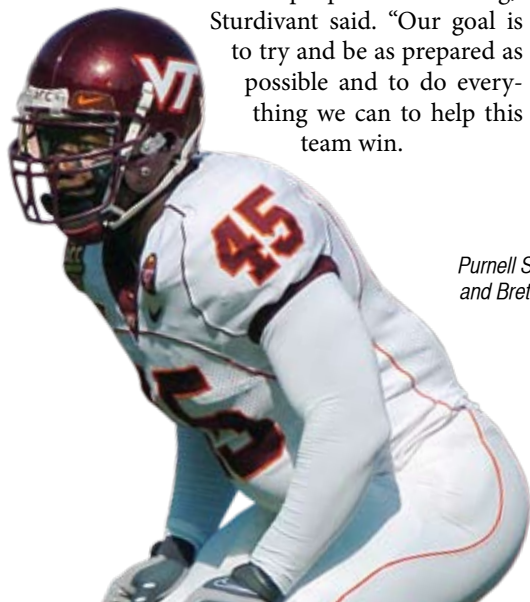 Sturdivant said. “Our goal is
to try and be as prepared as
possible and to do every-
thing we can to help this
team win.
Purnell S
and Bret
VT
45
45